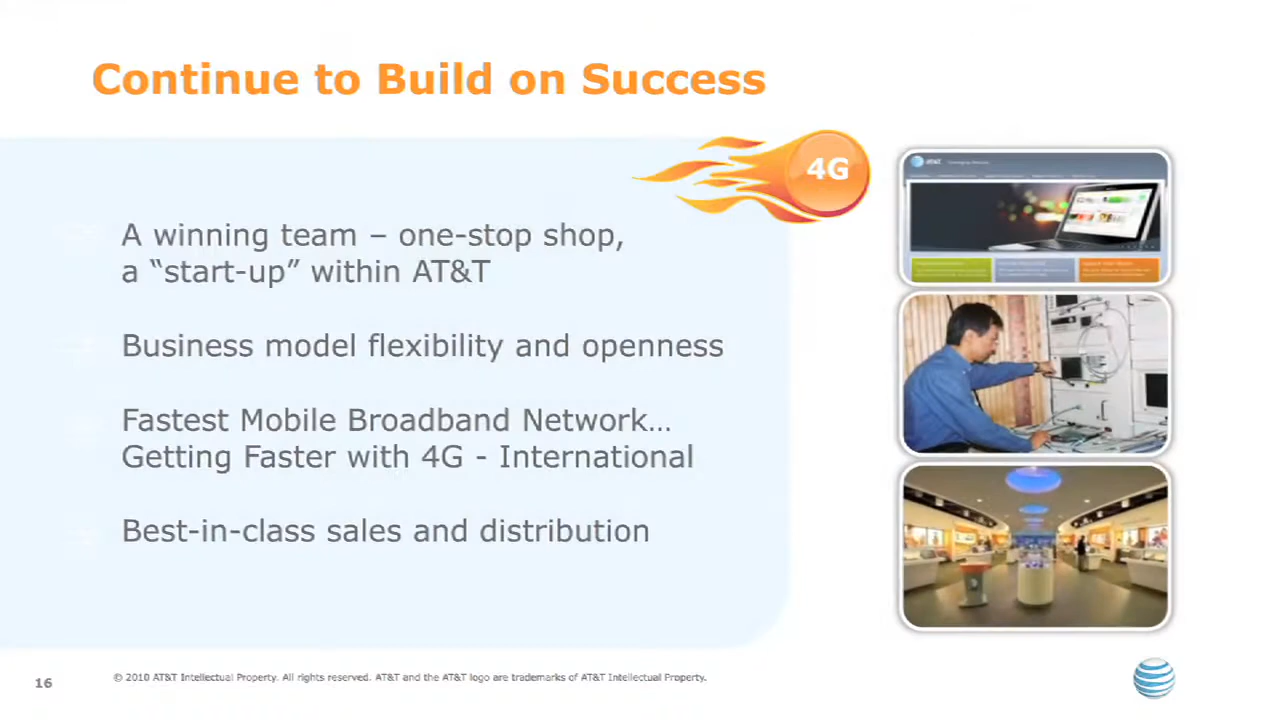 Continue to Build on Success
4G
A winning team – one-stop shop,
a “start-up” within AT&T
Business model flexibility and openness
Fastest Mobile Broadband Network…
Getting Faster with 4G - International
Best-in-class sales and distribution
at&t
16
© 2010 AT&T Intellectual Property. All rights reserved. AT&T and the AT&T logo are trademarks of AT&T Intellectual Property.